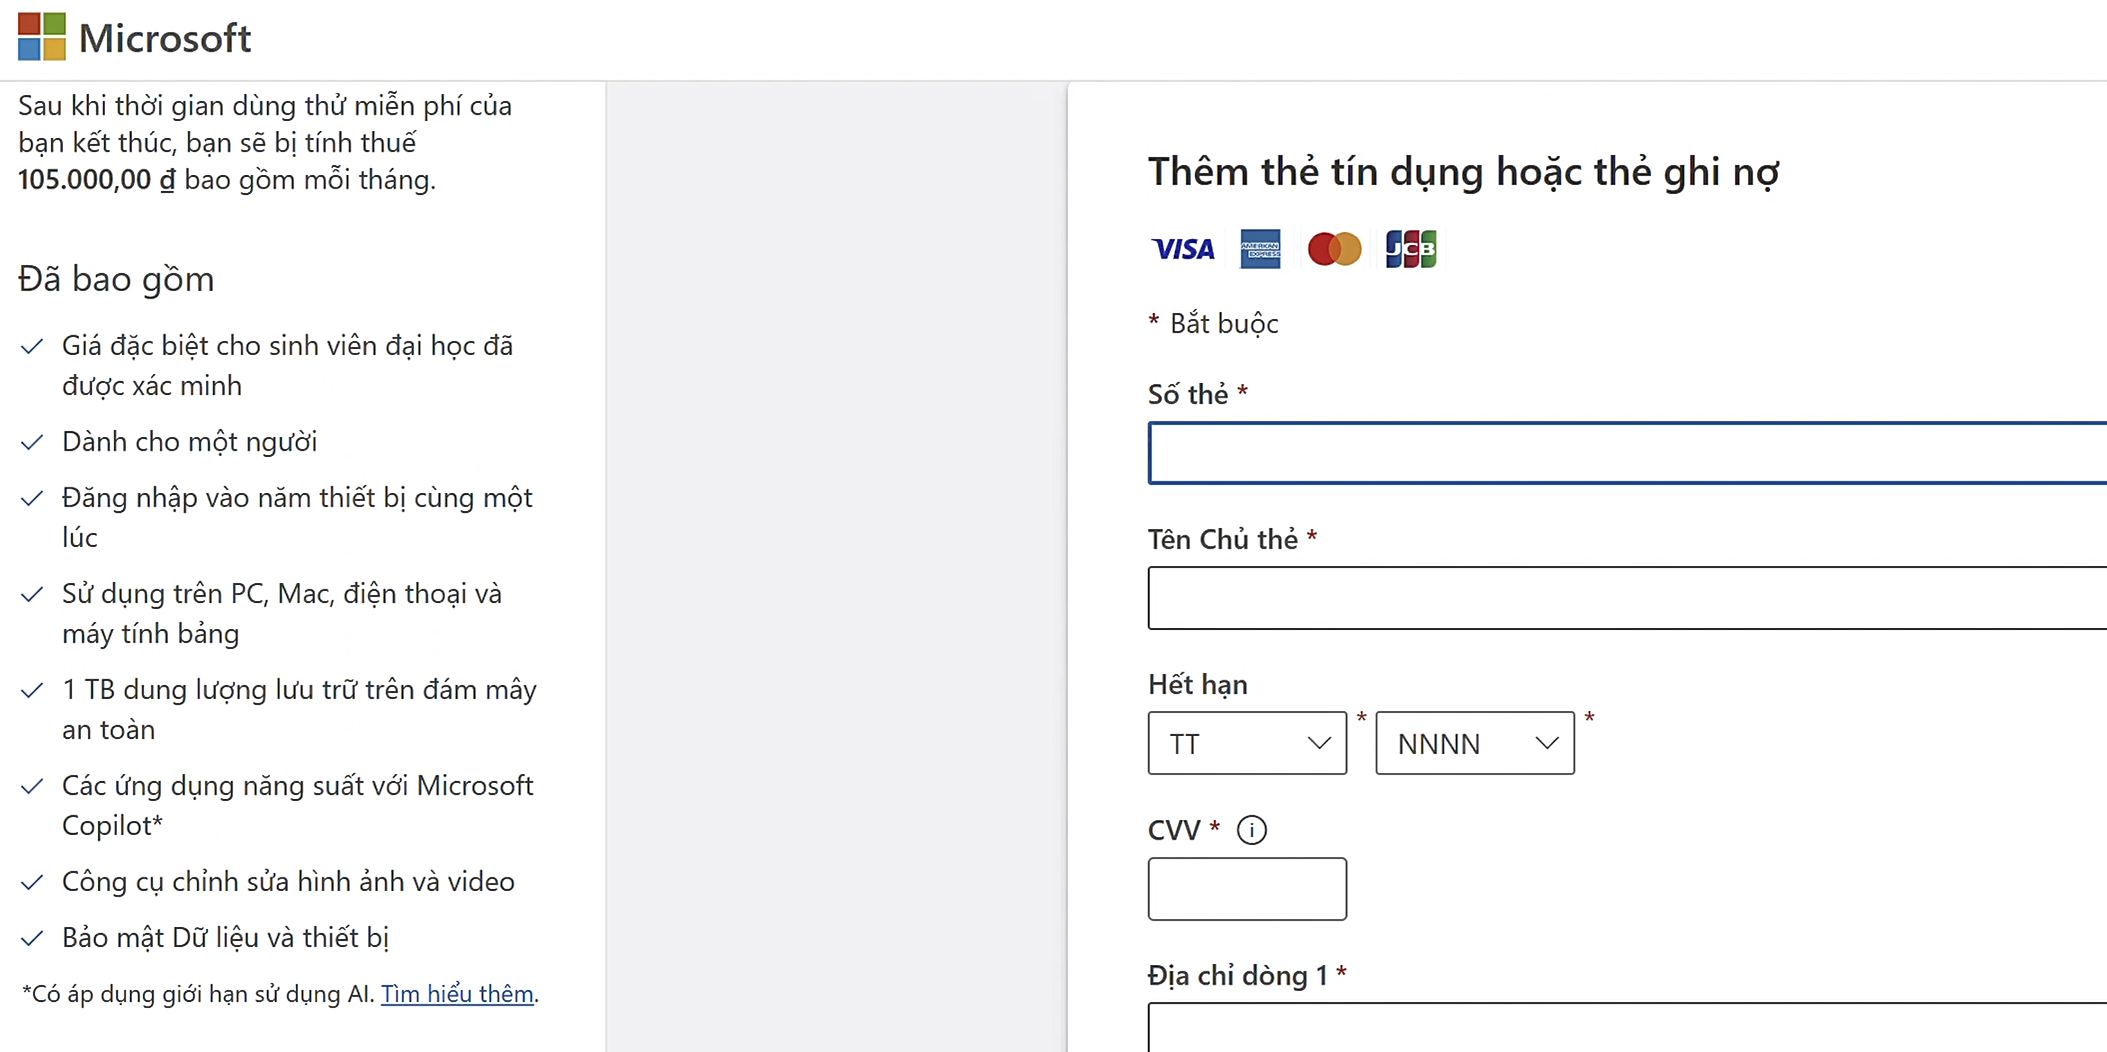 Microsoft
Sau khi thời gian dùng thử miễn phí của
bạn kết thúc, bạn sẽ bị tính thuế
105.000,00 ₫ bao gồm mỗi tháng.
Đã bao gồm
Giá đặc biệt cho sinh viên đại học đã
được xác minh
Dành cho một người
Đăng nhập vào năm thiết bị cùng một
lúc
Sử dụng trên PC, Mac, điện thoại và
máy tính bảng
1 TB dung lượng lưu trữ trên đám mây
an toàn
Các ứng dụng năng suất với Microsoft
Copilot*
Công cụ chỉnh sửa hình ảnh và video
Bảo mật Dữ liệu và thiết bị
*Có áp dụng giới hạn sử dụng AI. Tìm hiểu thêm.
Thêm thẻ tín dụng hoặc thẻ ghi nợ
VISA AMERICAN EXPRESS JCB
* Bắt buộc
Số thẻ *
Tên Chủ thẻ *
Hết hạn
TT * NNNN *
CVV *
Địa chỉ dòng 1 *